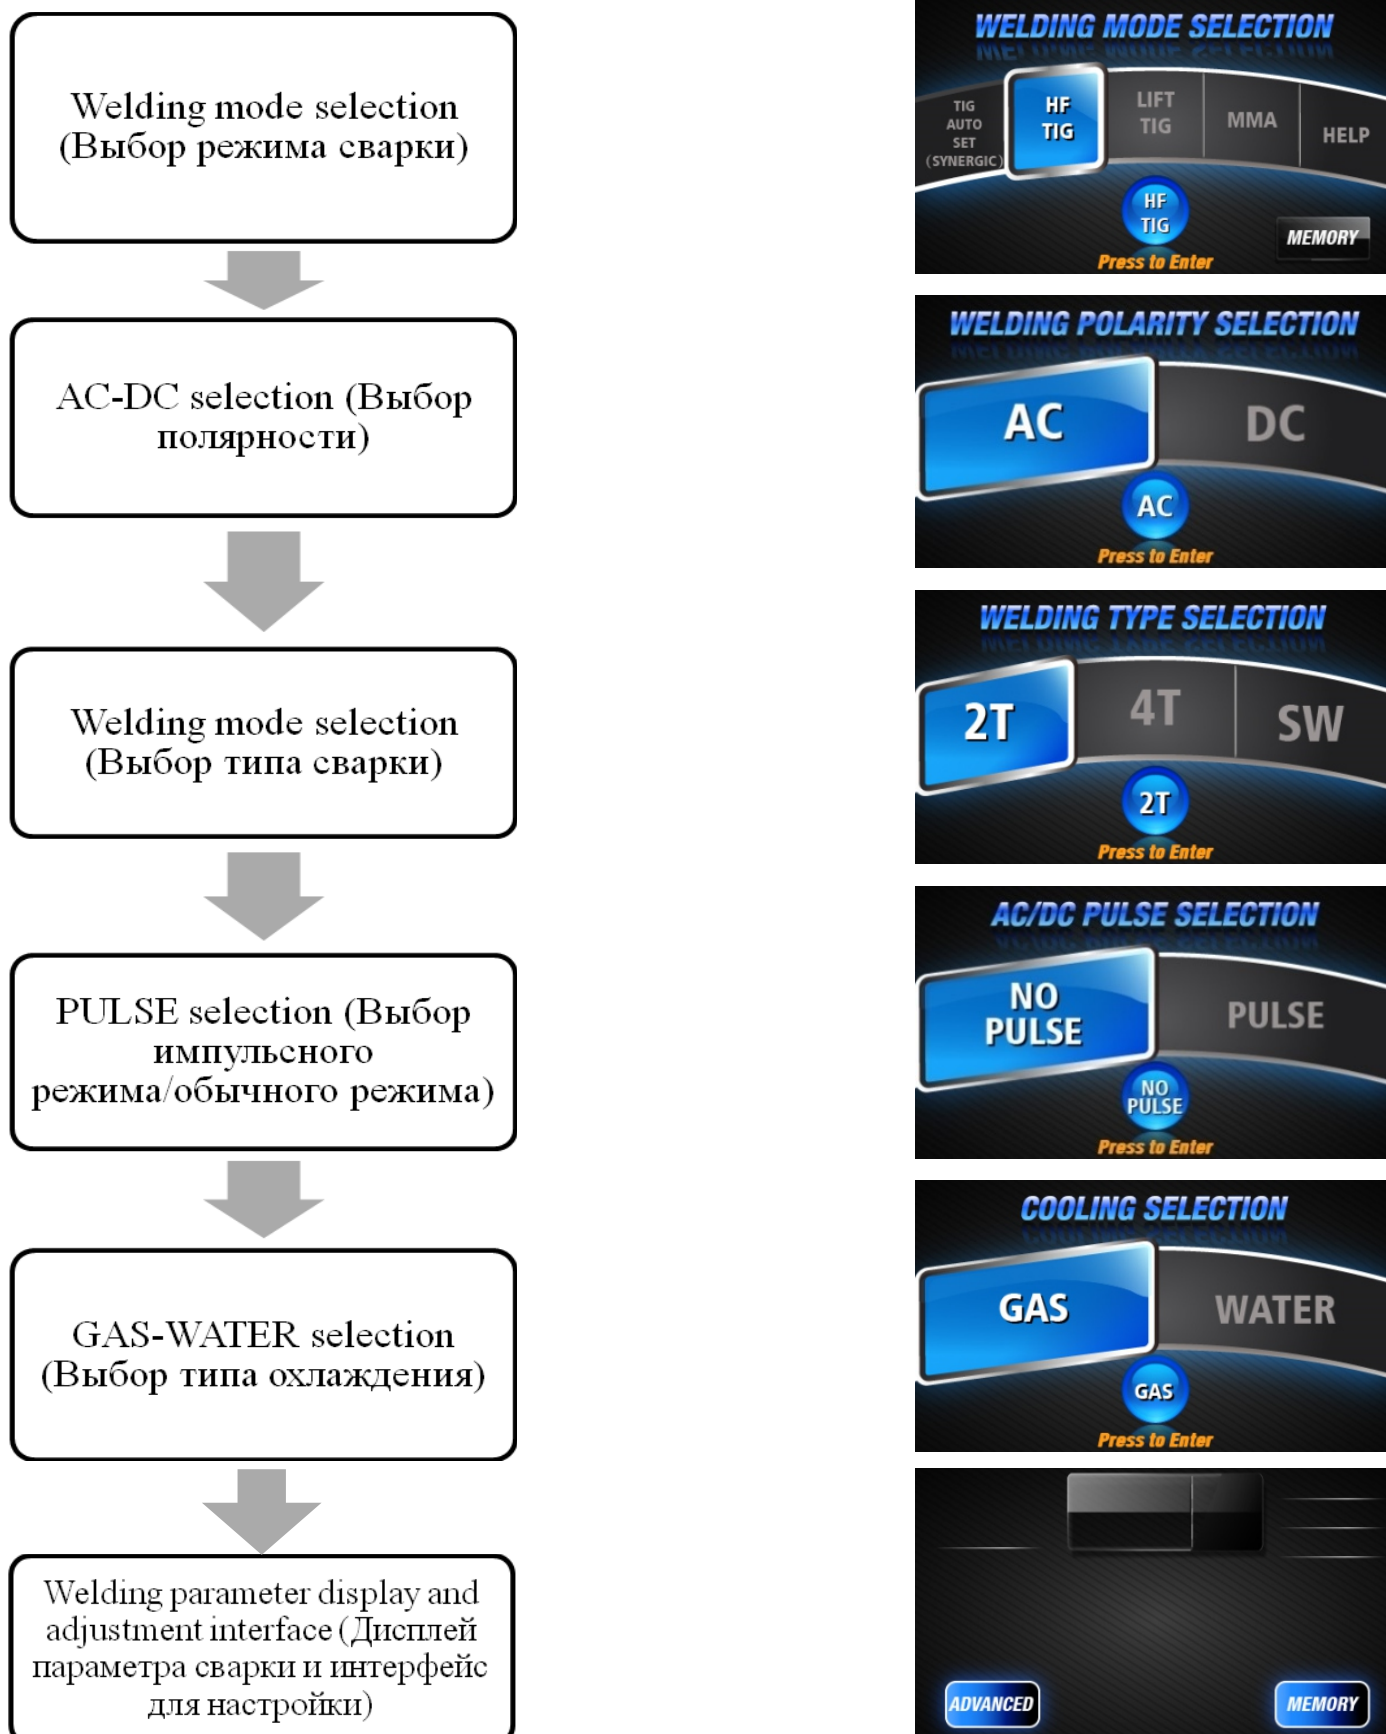 Welding mode selection
(Выбор режима сварки)
WELDING MODE SELECTION
TIG
AUTO
SET
(SYNERGIC)
HF
TIG
LIFT
TIG
MMA
HELP
HF
TIG
MEMORY
Press to Enter
AC-DC selection (Выбор
полярности)
WELDING POLARITY SELECTION
AC
DC
AC
Press to Enter
Welding mode selection
(Выбор типа сварки)
WELDING TYPE SELECTION
2T
4T
SW
2T
Press to Enter
PULSE selection (Выбор
импульсного
режима/обычного режима)
AC/DC PULSE SELECTION
NO
PULSE
PULSE
NO
PULSE
Press to Enter
GAS-WATER selection
(Выбор типа охлаждения)
COOLING SELECTION
GAS
WATER
GAS
Press to Enter
Welding parameter display and
adjustment interface (Дисплей
параметра сварки и интерфейс
для настройки)
ADVANCED
MEMORY